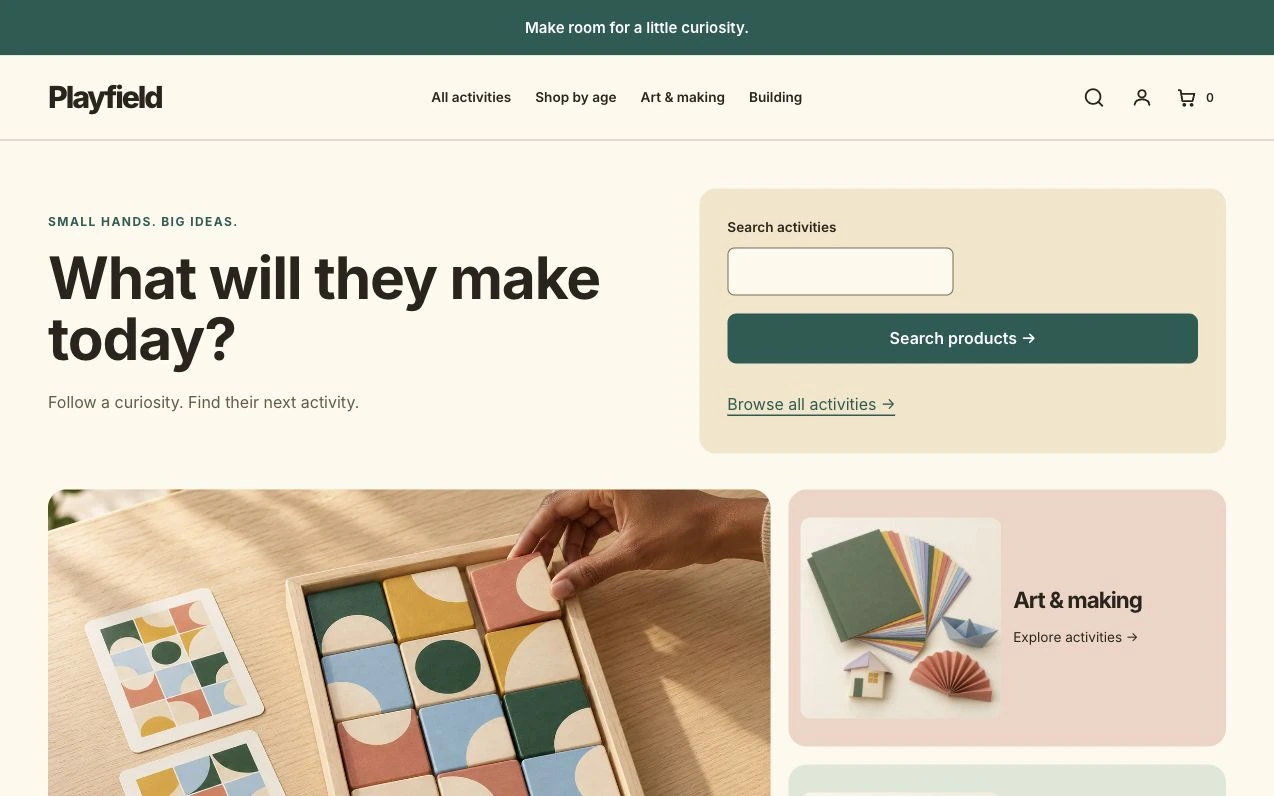 Make room for a little curiosity.
Playfield
All activities
Shop by age
Art & making
Building
0
SMALL HANDS. BIG IDEAS.
What will they make
today?
Follow a curiosity. Find their next activity.
Search activities
Search products →
Browse all activities →
Art & making
Explore activities →